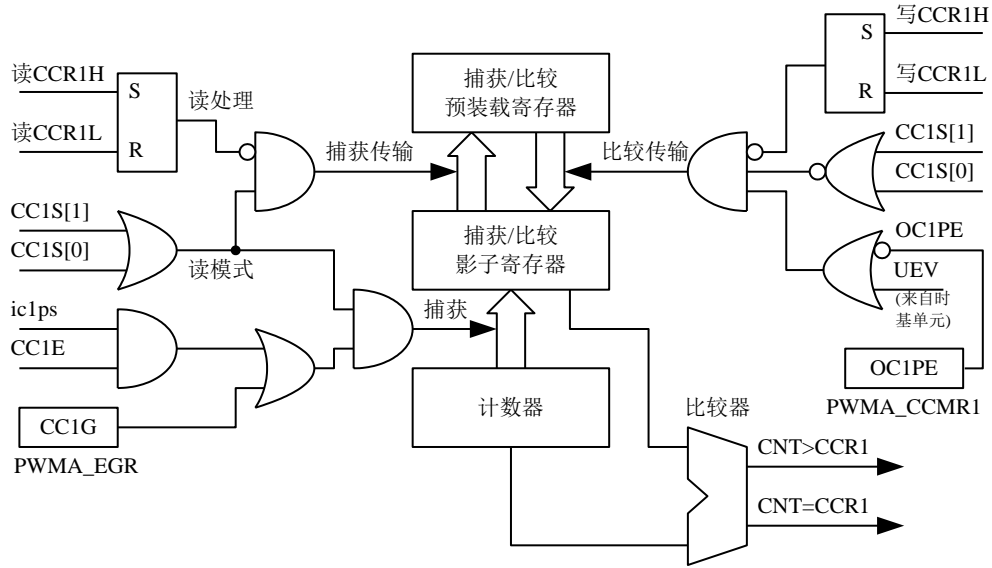 写CCR1H
S
写CCR1L
R
读CCR1H
S
读处理
读CCR1L
R
捕获/比较
预装载寄存器
捕获传输
比较传输
CC1S[1]
CC1S[0]
CC1S[1]
CC1S[0]
读模式
捕获/比较
影子寄存器
OC1PE
UEV
(来自时
基单元)
ic1ps
CC1E
捕获
OC1PE
PWMA_CCMR1
CC1G
PWMA_EGR
计数器
比较器
CNT>CCR1
CNT=CCR1